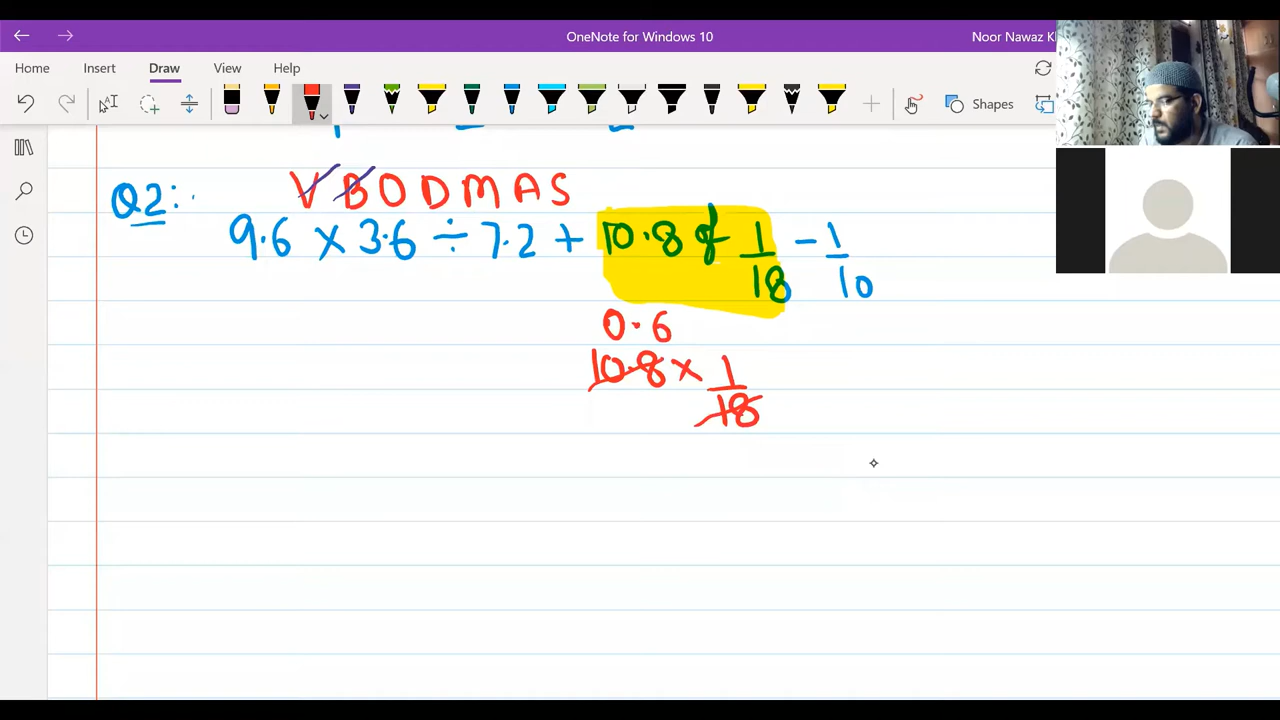 OneNote for Windows 10
Noor Nawaz K
Home Insert Draw View Help
Shapes
Q2:. VBODMAS
9.6 × 3.6 ÷ 7.2 + 10.8 of 1/18 - 1/10
0.6
10.8 × 1/18